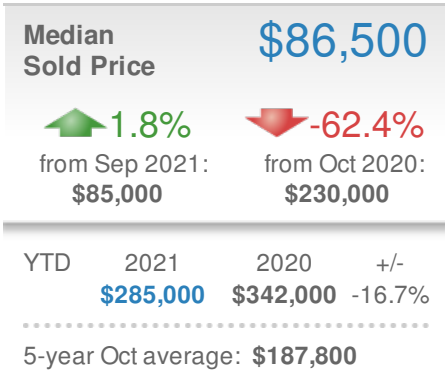 Median $86,500
Sold Price
1.8% -62.4%
from Sep 2021: from Oct 2020:
$85,000 $230,000
YTD 2021 2020 +/-
$285,000 $342,000 -16.7%
5-year Oct average: $187,800